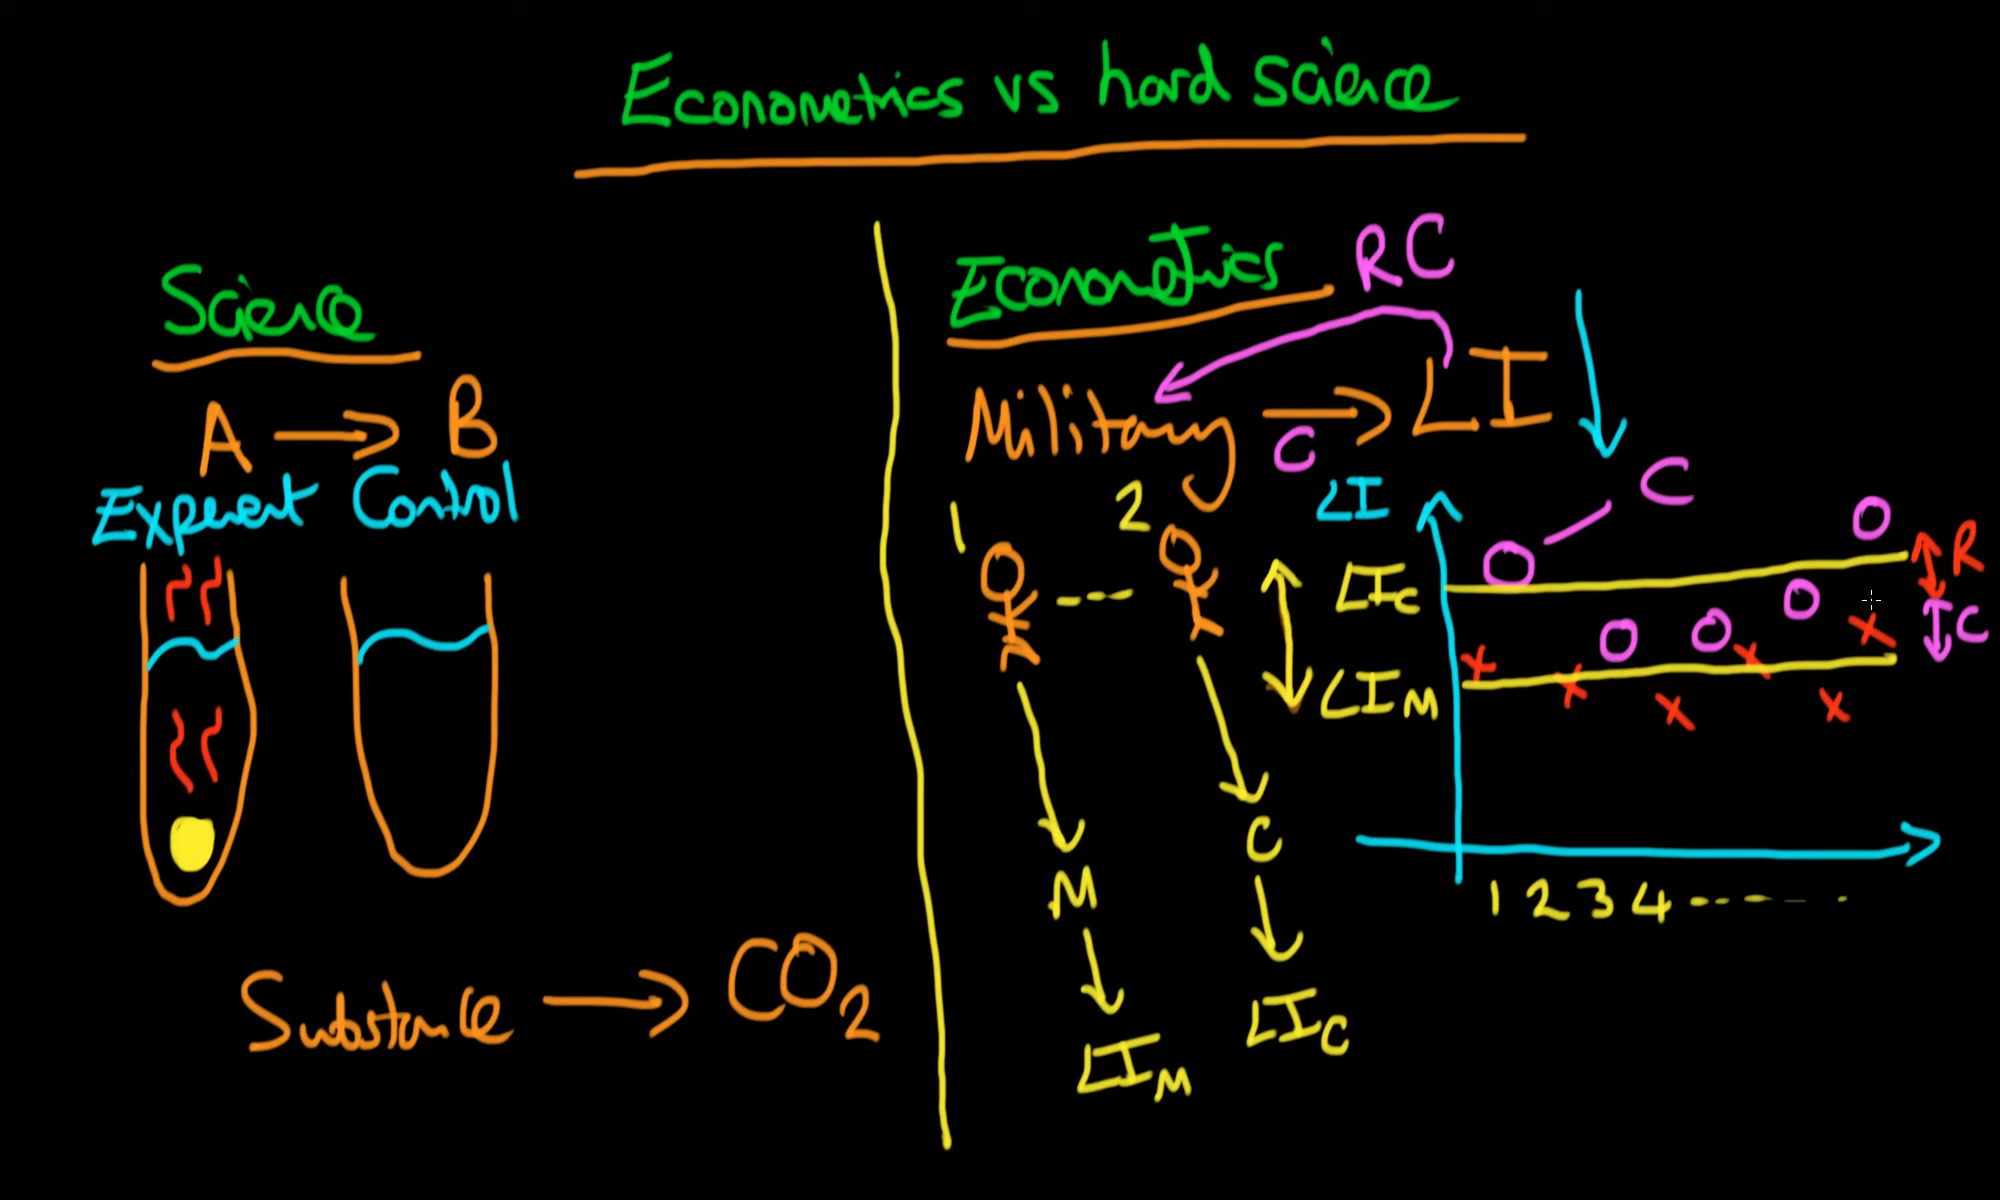 Econometrics vs hard science
Science
A → B
Experient Control
Substance → CO2
Econometrics RC
Military → LI
C
1 2
LI
C
LIC
LIM
O
R
C
M
C
LIM
LIC
1 2 3 4 ------